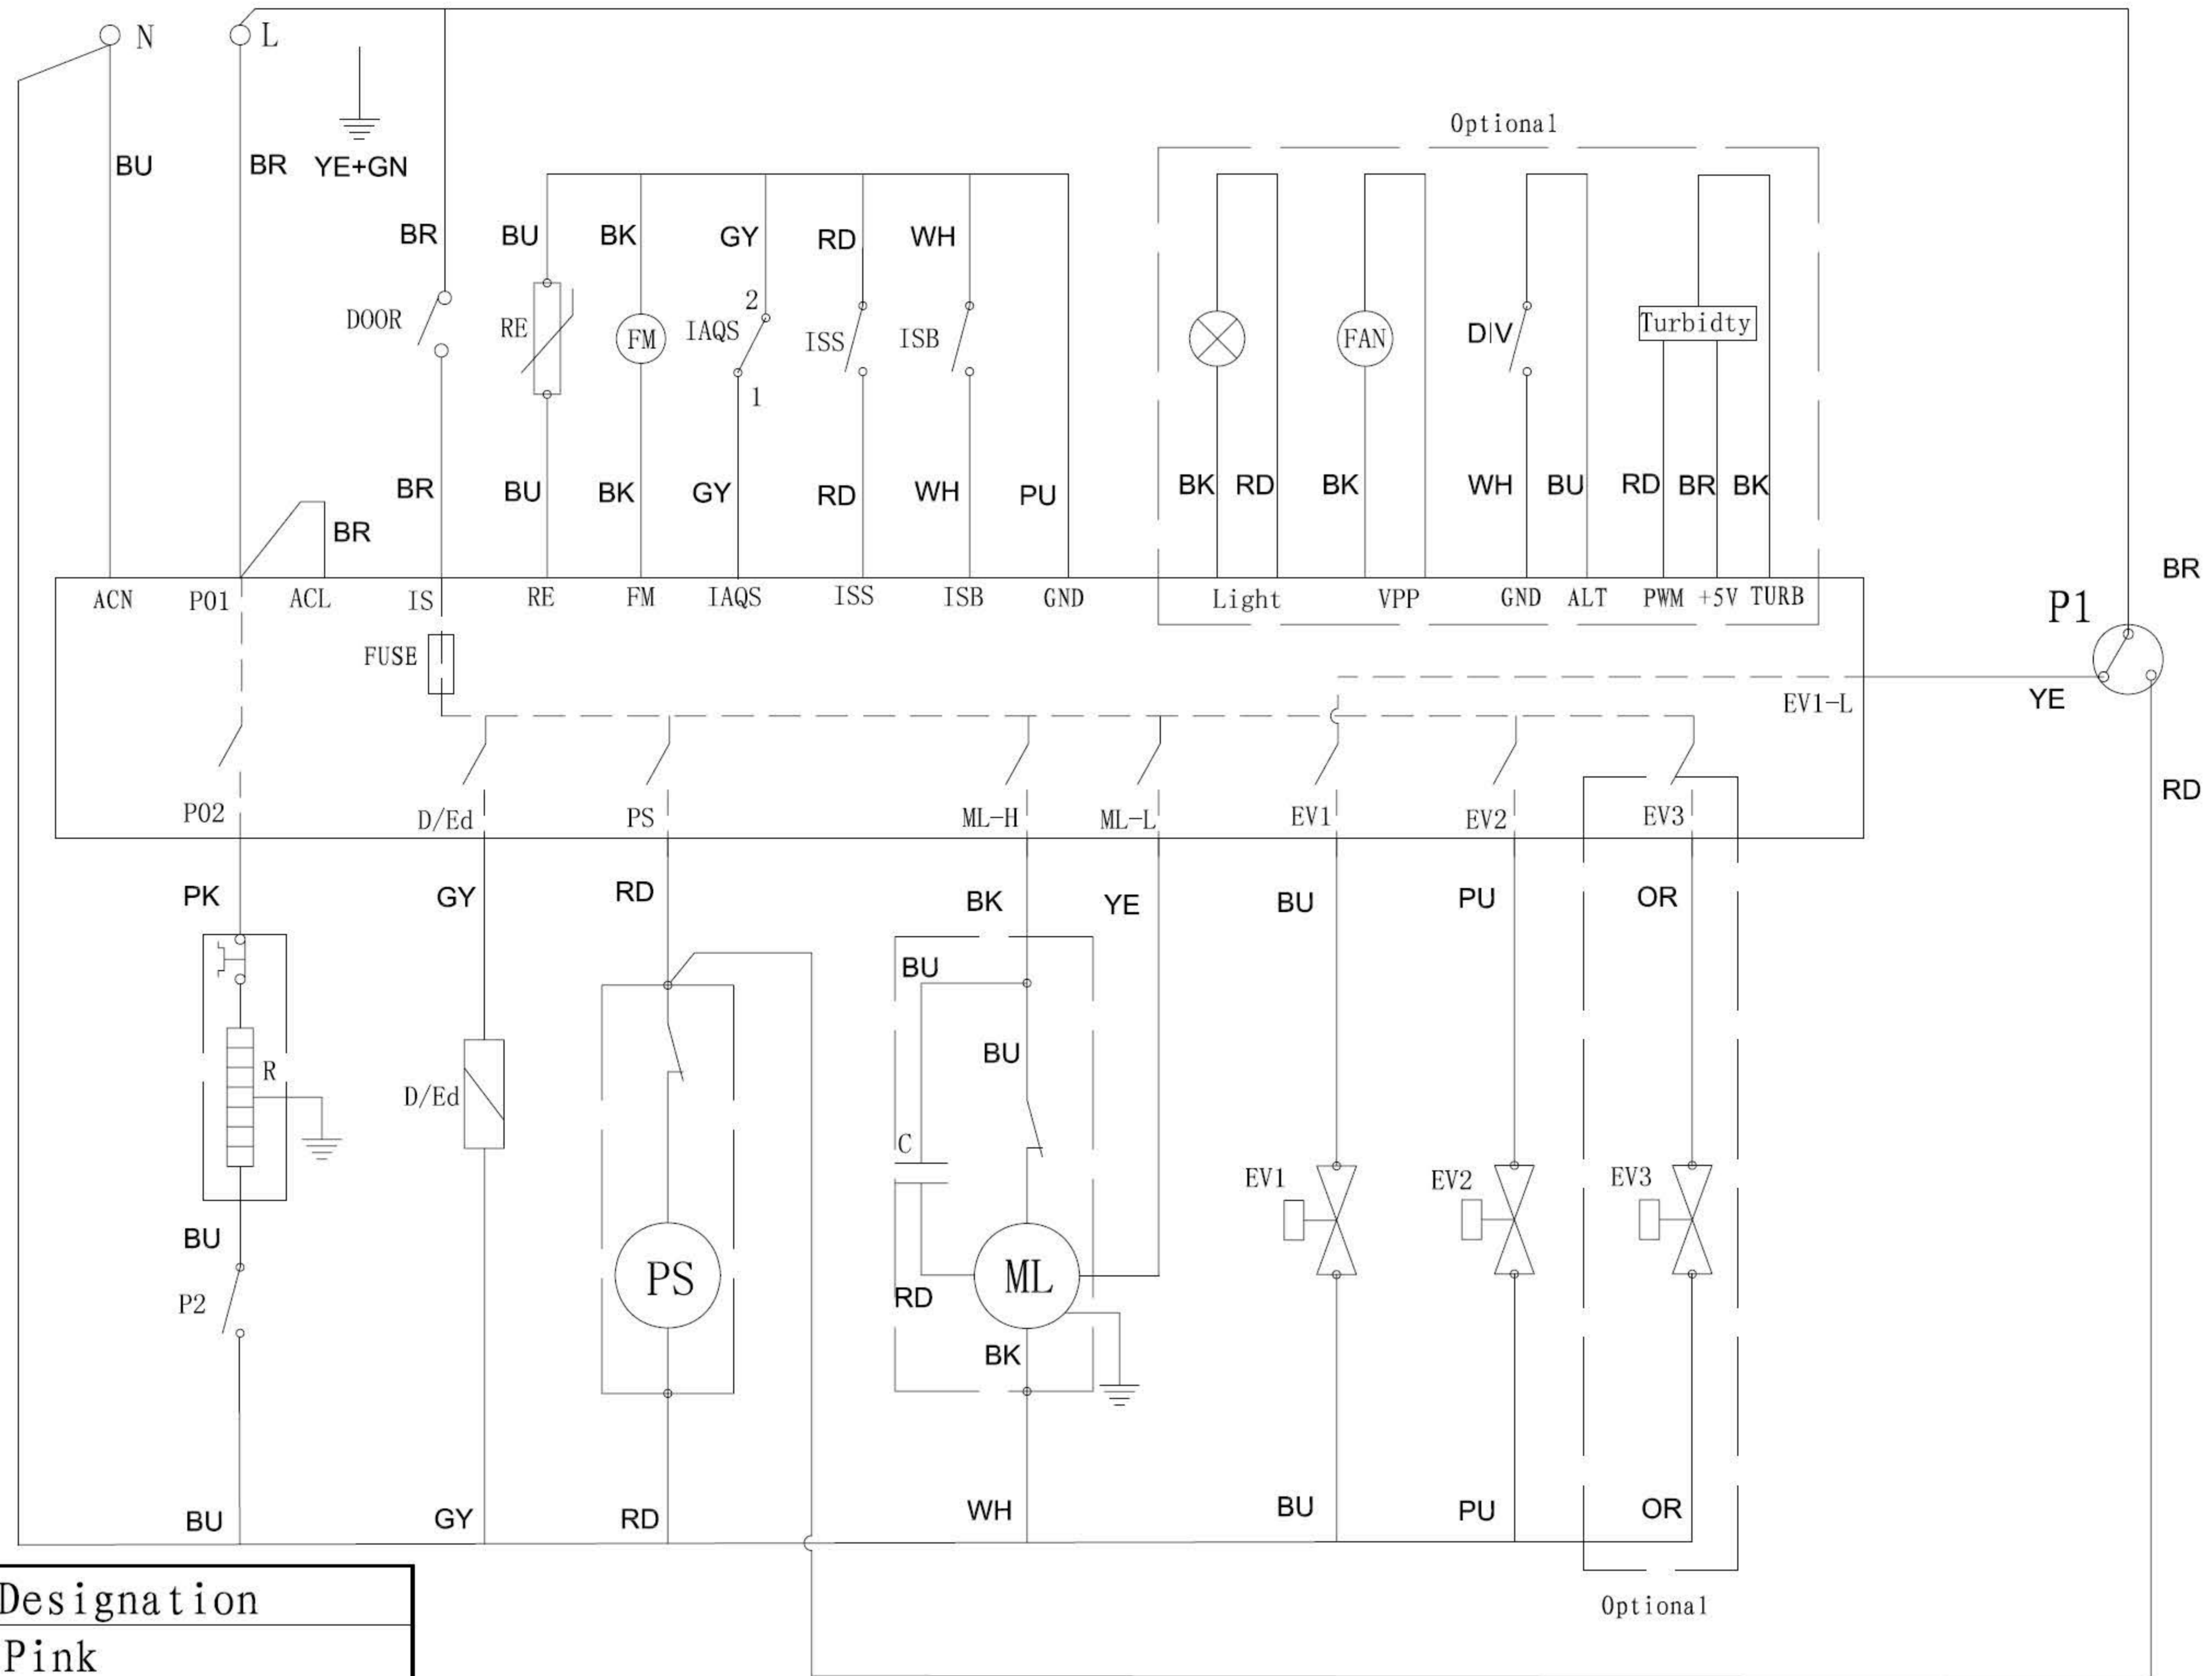 N L
Optional
BU BR YE+GN
BR BU BK GY RD WH
2
DOOR RE FM IAQS ISS ISB FAN DIV Turbidty
1
BR BU BK GY RD WH PU BK RD BK WH BU RD BR BK
BR
BR
ACN P01 ACL IS RE FM IAQS ISS ISB GND Light VPP GND ALT PWM +5V TURB
P1
FUSE
YE
EV1-L
RD
P02 D/Ed PS ML-H ML-L EV1 EV2 EV3
PK GY RD BK YE BU PU OR
BU
BU
R
D/Ed
C
EV1 EV2 EV3
BU
PS ML
P2
RD
BK
BU GY RD WH BU PU OR
Optional
Designation
Pink